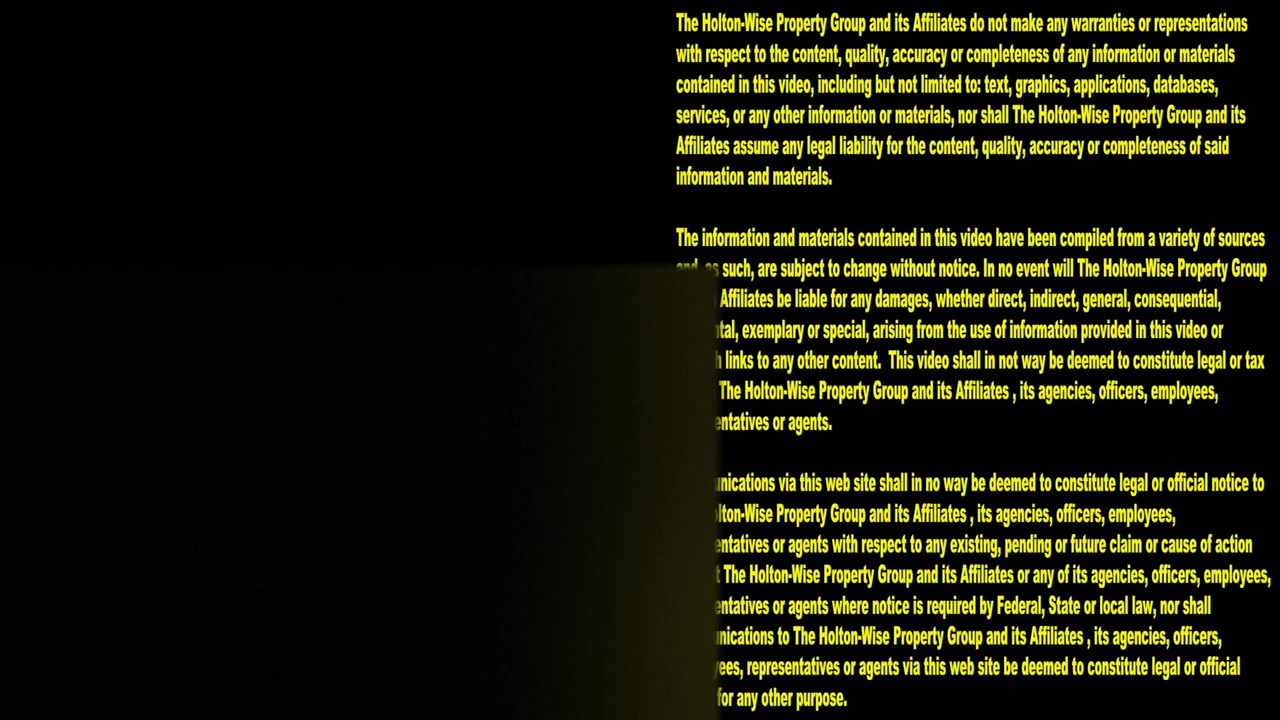 The Holton-Wise Property Group and its Affiliates do not make any warranties or representations
with respect to the content, quality, accuracy or completeness of any information or materials
contained in this video, including but not limited to: text, graphics, applications, databases,
services, or any other information or materials, nor shall The Holton-Wise Property Group and its
Affiliates assume any legal liability for the content, quality, accuracy or completeness of said
information and materials.
The information and materials contained in this video have been compiled from a variety of sources
and, as such, are subject to change without notice. In no event will The Holton-Wise Property Group
Affiliates be liable for any damages, whether direct, indirect, general, consequential,
exemplary or special, arising from the use of information provided in this video or
links to any other content. This video shall in not way be deemed to constitute legal or tax
The Holton-Wise Property Group and its Affiliates , its agencies, officers, employees,
or agents.
via this web site shall in no way be deemed to constitute legal or official notice to
Property Group and its Affiliates , its agencies, officers, employees,
or agents with respect to any existing, pending or future claim or cause of action
The Holton-Wise Property Group and its Affiliates or any of its agencies, officers, employees,
or agents where notice is required by Federal, State or local law, nor shall
to The Holton-Wise Property Group and its Affiliates , its agencies, officers,
representatives or agents via this web site be deemed to constitute legal or official
for any other purpose.